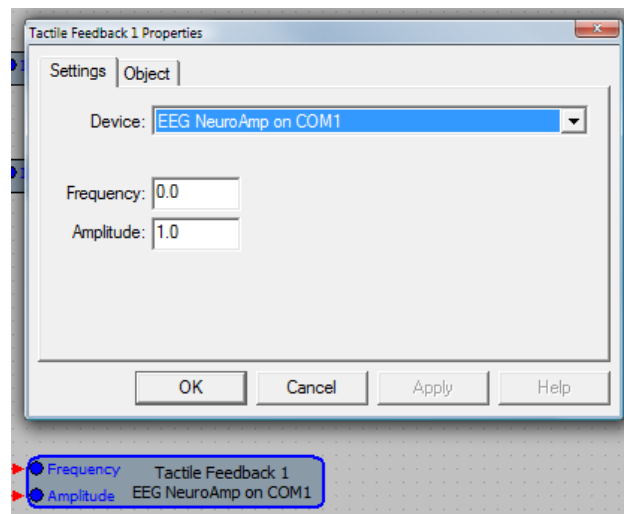 Tactile Feedback 1 Properties
Settings Object
Device: EEG NeuroAmp on COM1
Frequency: 0.0
Amplitude: 1.0
OK Cancel Apply Help
Frequency Tactile Feedback 1
Amplitude EEG NeuroAmp on COM1